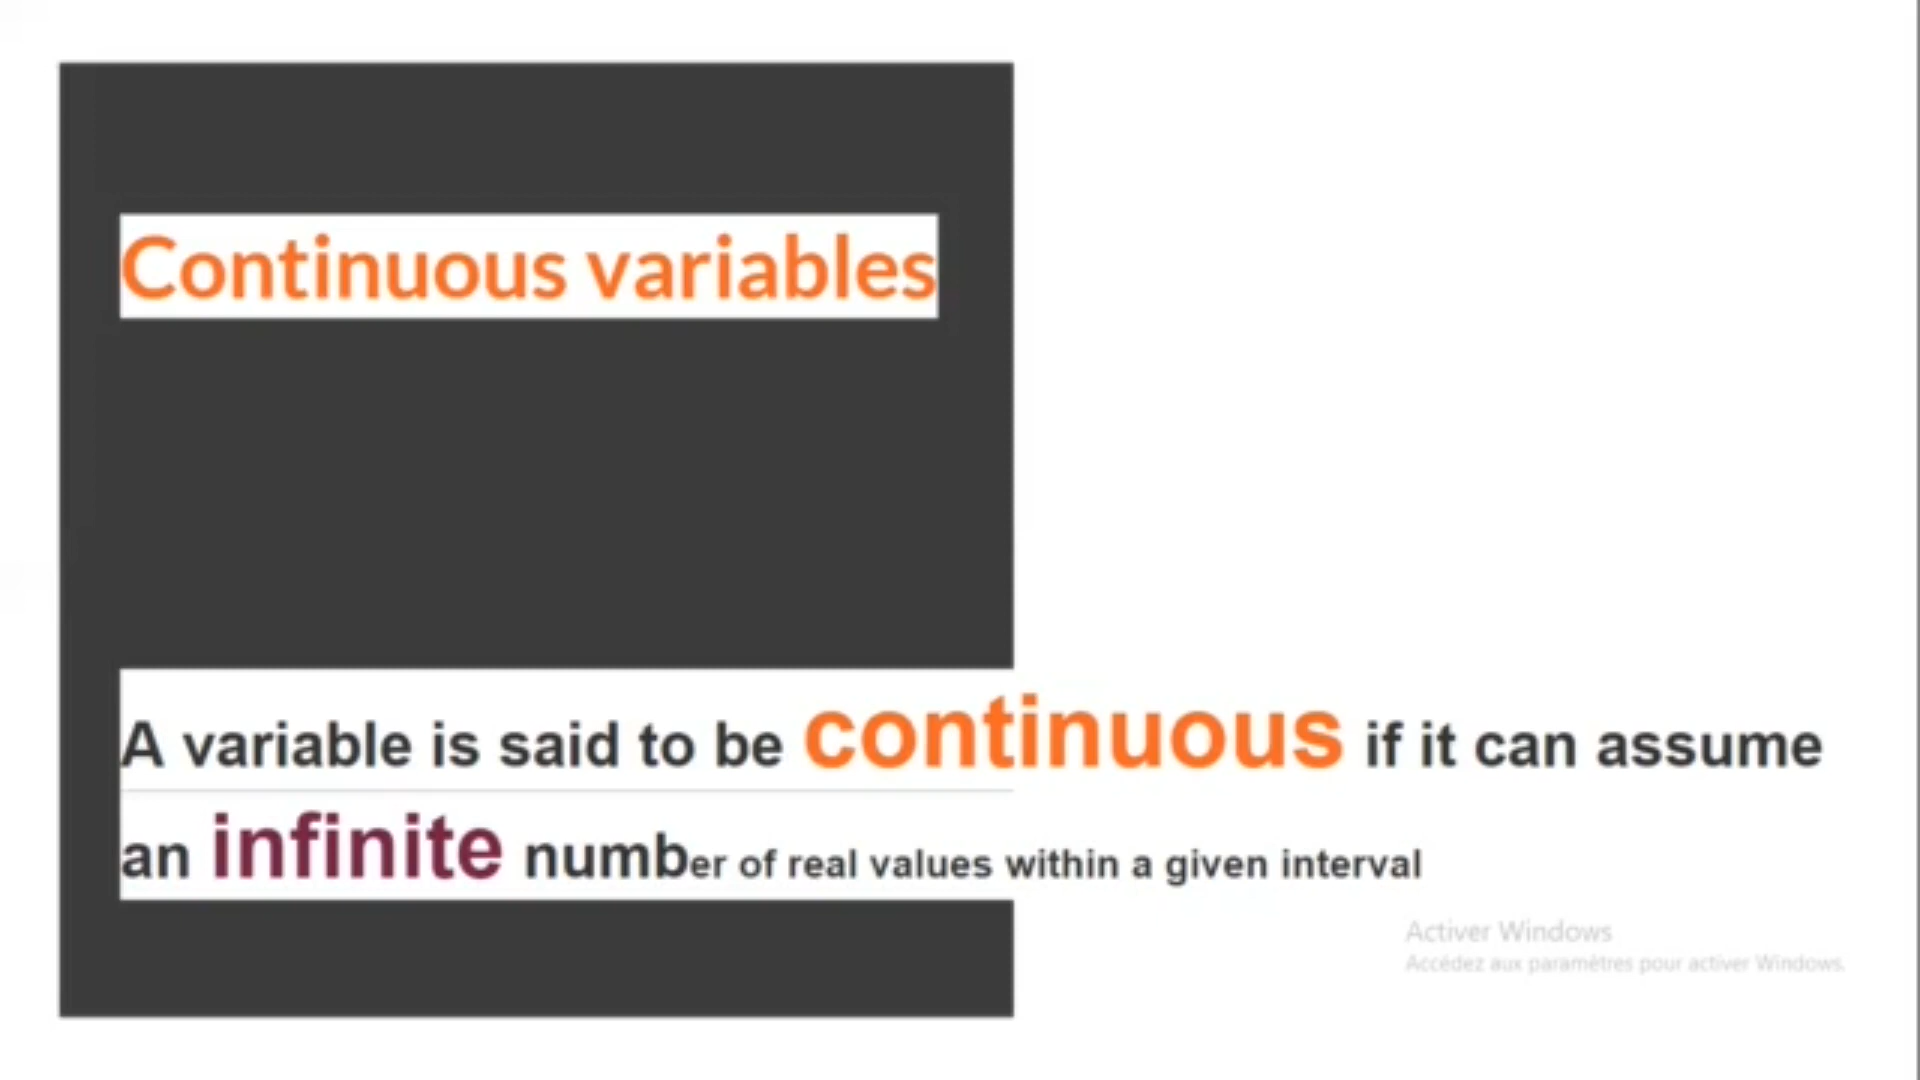 Continuous variables
A variable is said to be continuous if it can assume
an infinite number of real values within a given interval
Activer Windows
Accédez aux paramètres pour activer Windows.